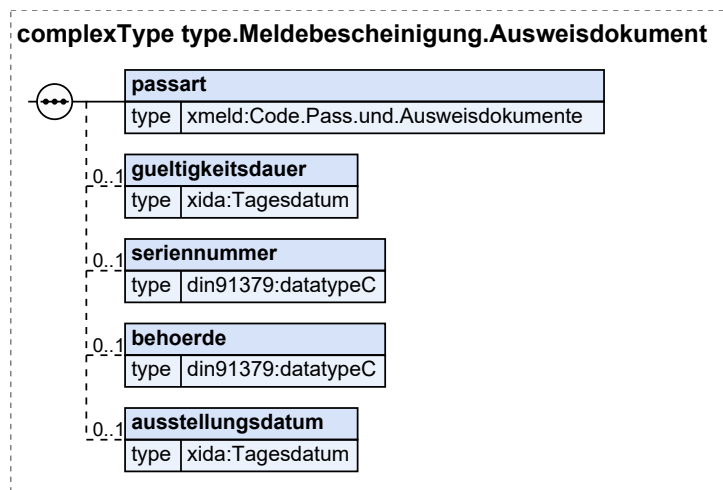 complexType type.Meldebescheinigung.Ausweisdokument
passart
type xmeld:Code.Pass.und.Ausweisdokumente
0..1 gueltigkeitsdauer
type xida:Tagesdatum
0..1 seriennummer
type din91379:datatypeC
0..1 behoerde
type din91379:datatypeC
0..1 ausstellungsdatum
type xida:Tagesdatum